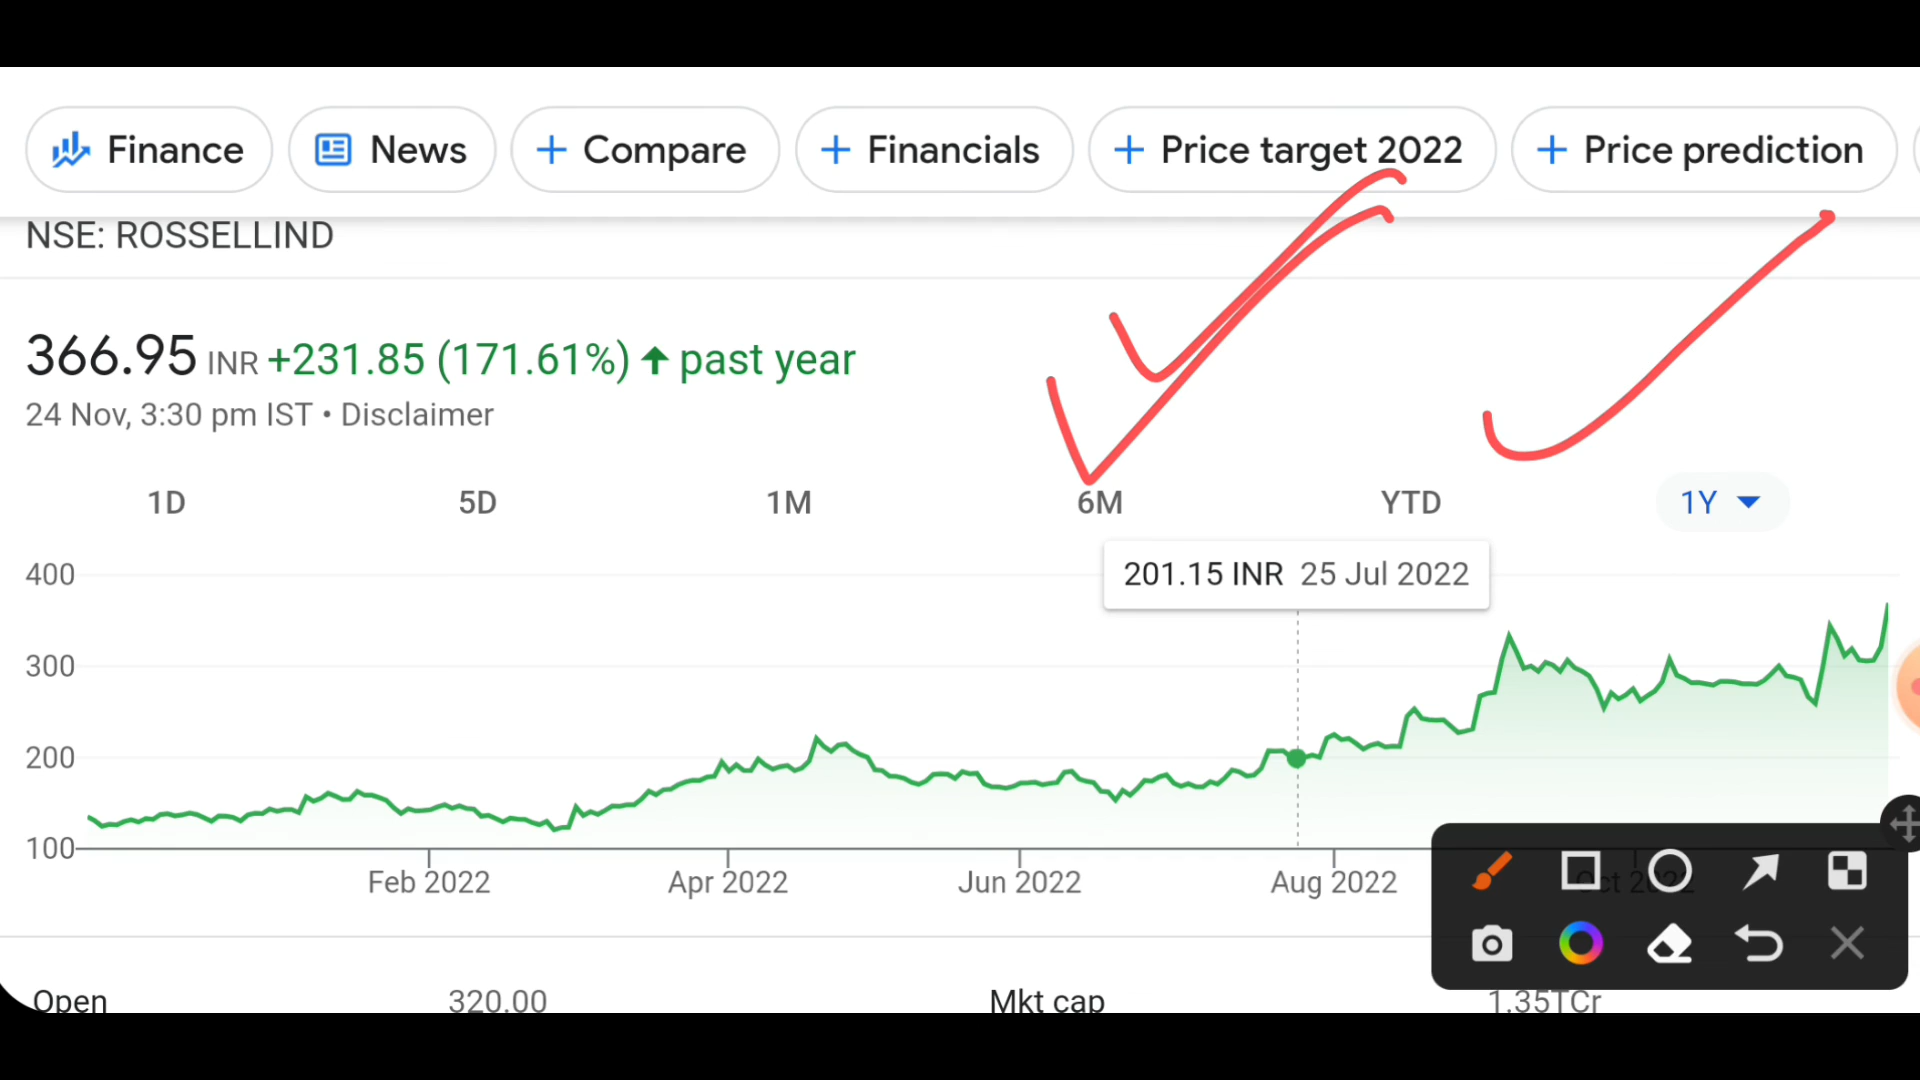 Finance News Compare Financials Price target 2022 Price prediction
NSE: ROSSELLIND
366.95 INR +231.85 (171.61%) past year
24 Nov, 3:30 pm IST • Disclaimer
1D 5D 1M 6M YTD 1Y
201.15 INR 25 Jul 2022
400
300
200
100
Feb 2022 Apr 2022 Jun 2022 Aug 2022 Oct 2022
Open 320.00 Mkt cap 1.35TCr